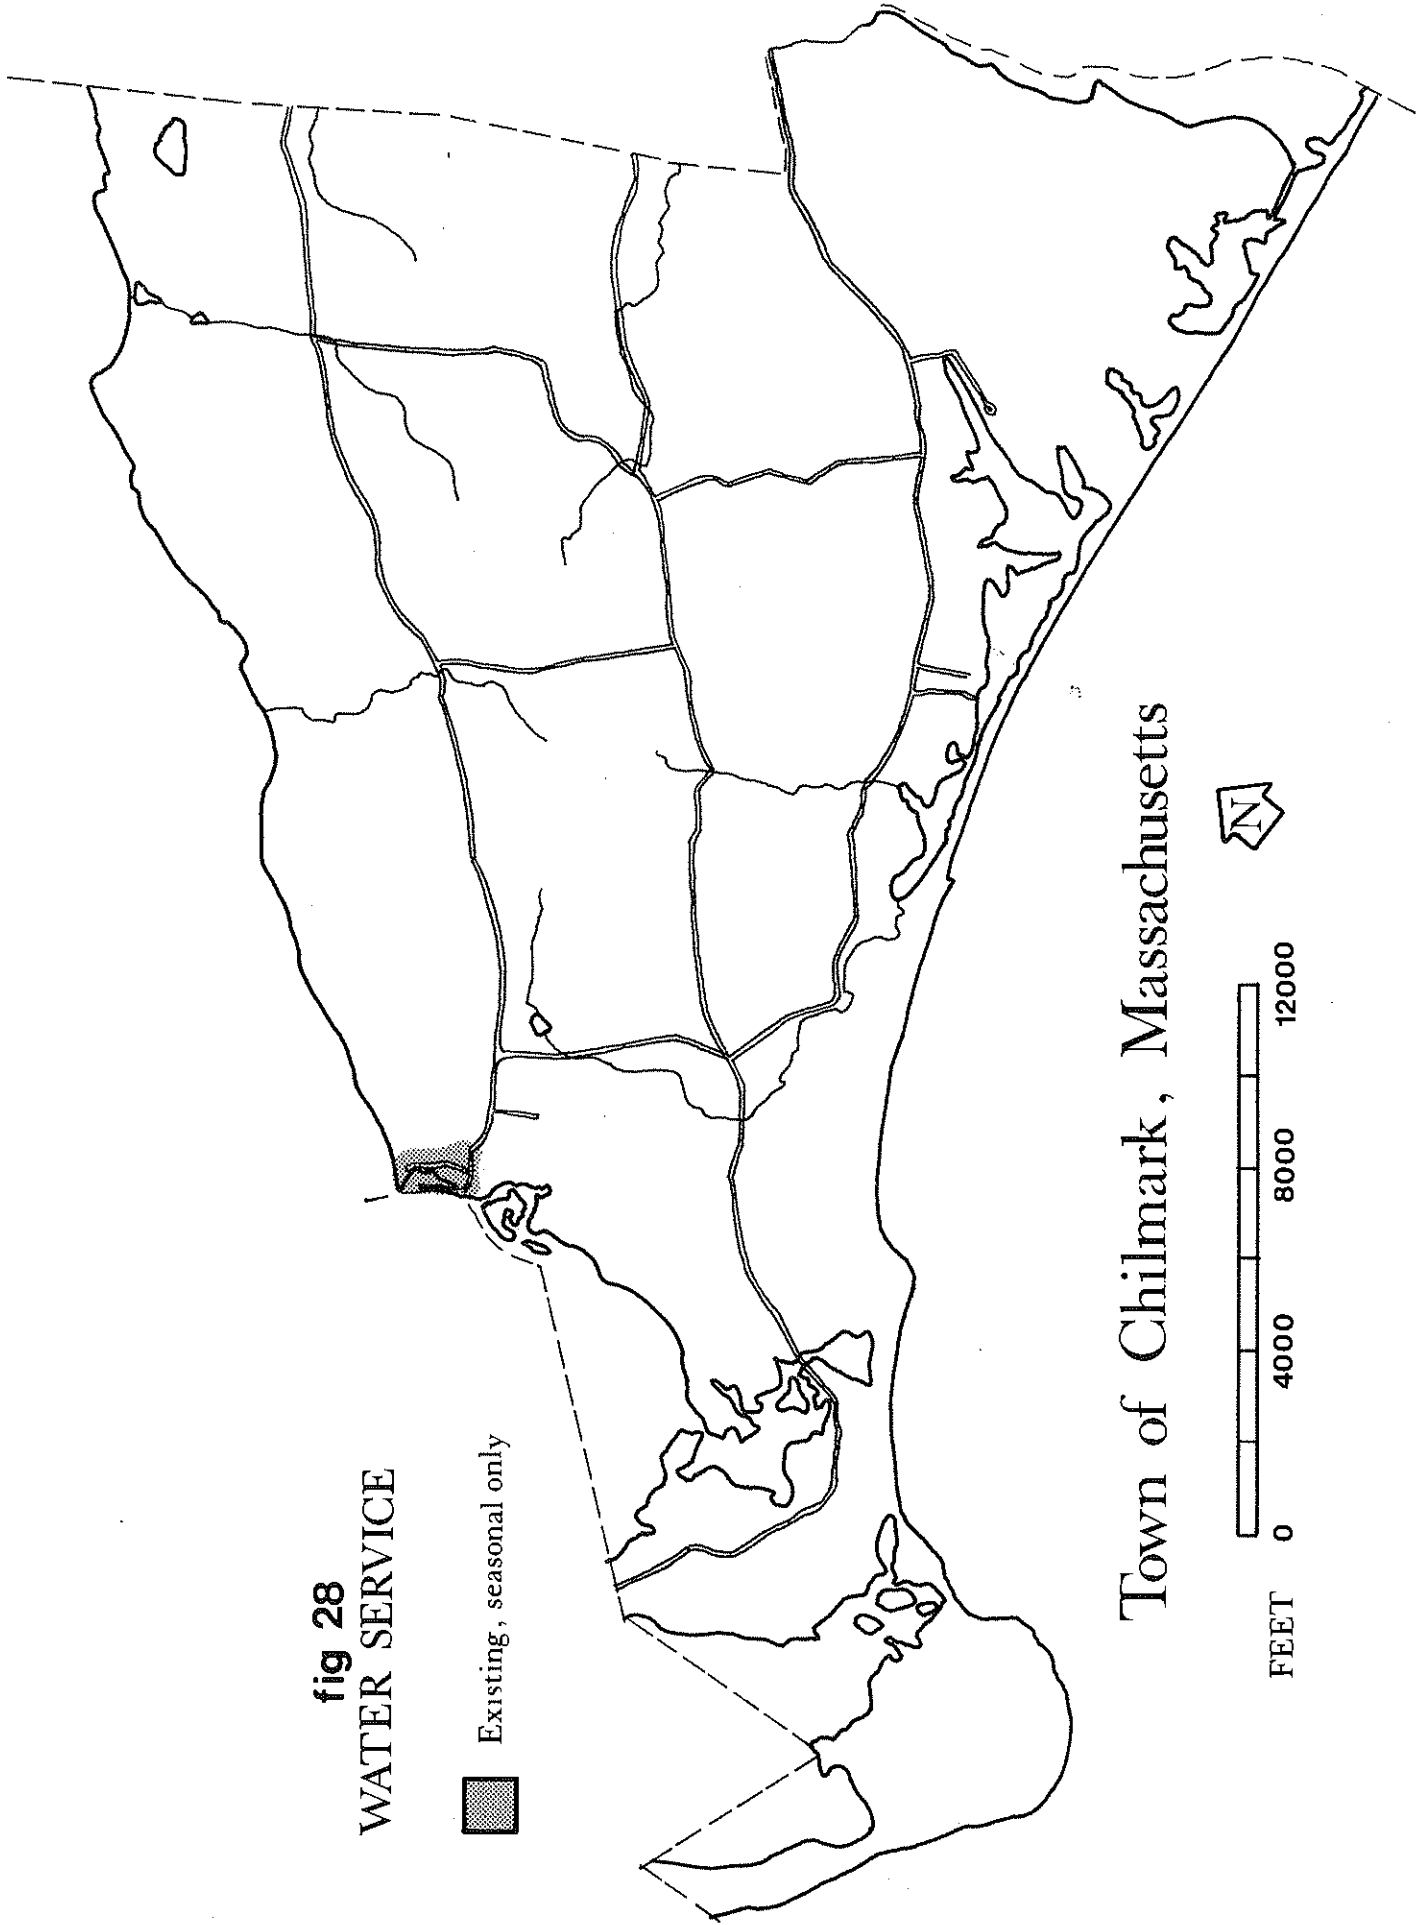 fig 28
WATER SERVICE
Existing, seasonal only
Town of Chilmark, Massachusetts
N
FEET 0 4000 8000 12000